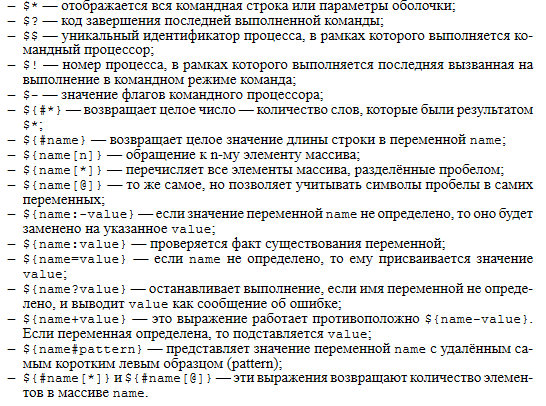 – $* — отображается вся командная строка или параметры оболочки;
– $? — код завершения последней выполненной команды;
– $$ — уникальный идентификатор процесса, в рамках которого выполняется ко-
мандный процессор;
– $! — номер процесса, в рамках которого выполняется последняя вызванная на
выполнение в командном режиме команда;
– $- — значение флагов командного процессора;
– ${#*} — возвращает целое число — количество слов, которые были результатом
$*;
– ${#name} — возвращает целое значение длины строки в переменной name;
– ${name[n]} — обращение к n-му элементу массива;
– ${name[*]} — перечисляет все элементы массива, разделённые пробелом;
– ${name[@]} — то же самое, но позволяет учитывать символы пробелы в самих
переменных;
– ${name:-value} — если значение переменной name не определено, то оно будет
заменено на указанное value;
– ${name:value} — проверяется факт существования переменной;
– ${name=value} — если name не определено, то ему присваивается значение
value;
– ${name?value} — останавливает выполнение, если имя переменной не опреде-
лено, и выводит value как сообщение об ошибке;
– ${name+value} — это выражение работает противоположно ${name-value}.
Если переменная определена, то подставляется value;
– ${name#pattern} — представляет значение переменной name с удалённым са-
мым коротким левым образцом (pattern);
– ${#name[*]} и ${#name[@]} — эти выражения возвращают количество элемен-
тов в массиве name.